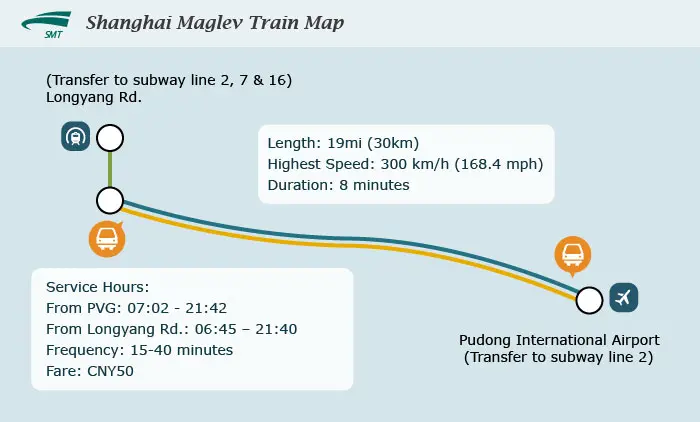 SMT
Shanghai Maglev Train Map
(Transfer to subway line 2, 7 & 16)
Longyang Rd.
Length: 19mi (30km)
Highest Speed: 300 km/h (168.4 mph)
Duration: 8 minutes
Service Hours:
From PVG: 07:02 - 21:42
From Longyang Rd.: 06:45 – 21:40
Frequency: 15-40 minutes
Fare: CNY50
Pudong International Airport
(Transfer to subway line 2)